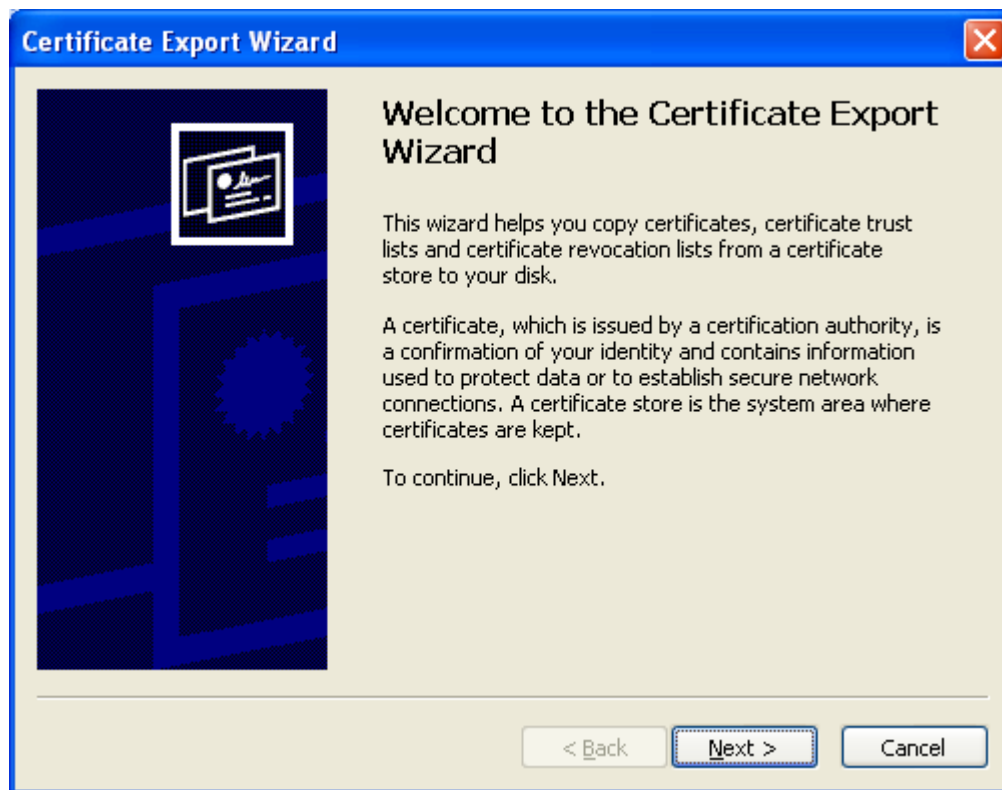 Certificate Export Wizard
Welcome to the Certificate Export
Wizard
This wizard helps you copy certificates, certificate trust
lists and certificate revocation lists from a certificate
store to your disk.
A certificate, which is issued by a certification authority, is
a confirmation of your identity and contains information
used to protect data or to establish secure network
connections. A certificate store is the system area where
certificates are kept.
To continue, click Next.
< Back Next > Cancel